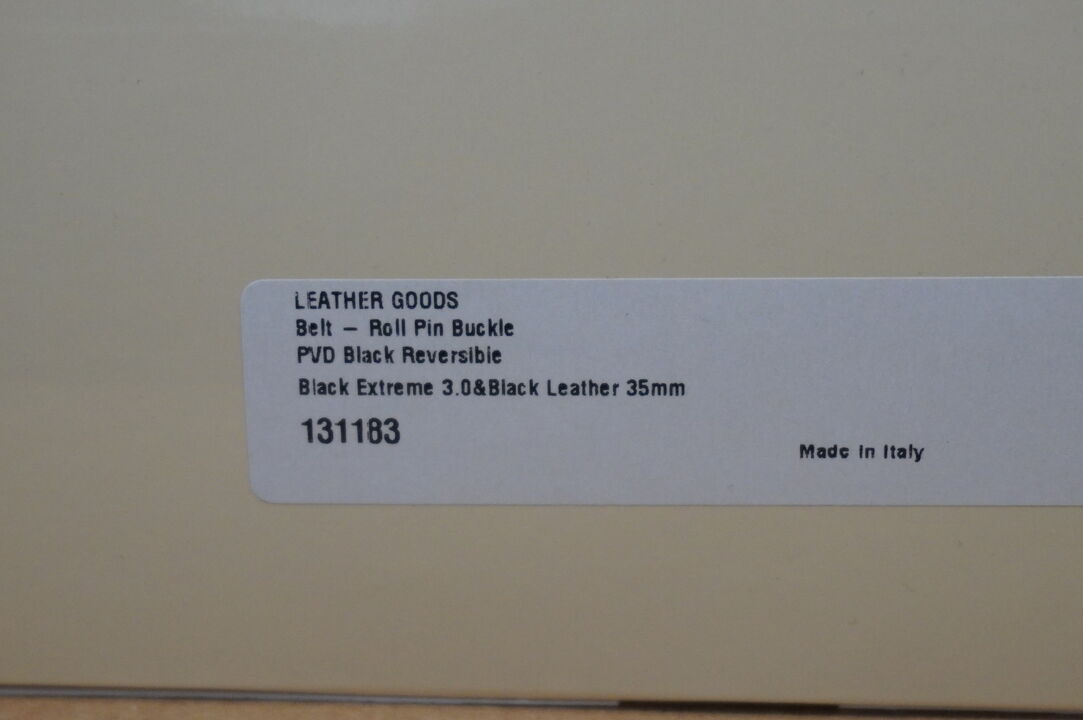 LEATHER GOODS
Belt – Roll Pin Buckle
PVD Black Reversible
Black Extreme 3.0&Black Leather 35mm
131183
Made in Italy